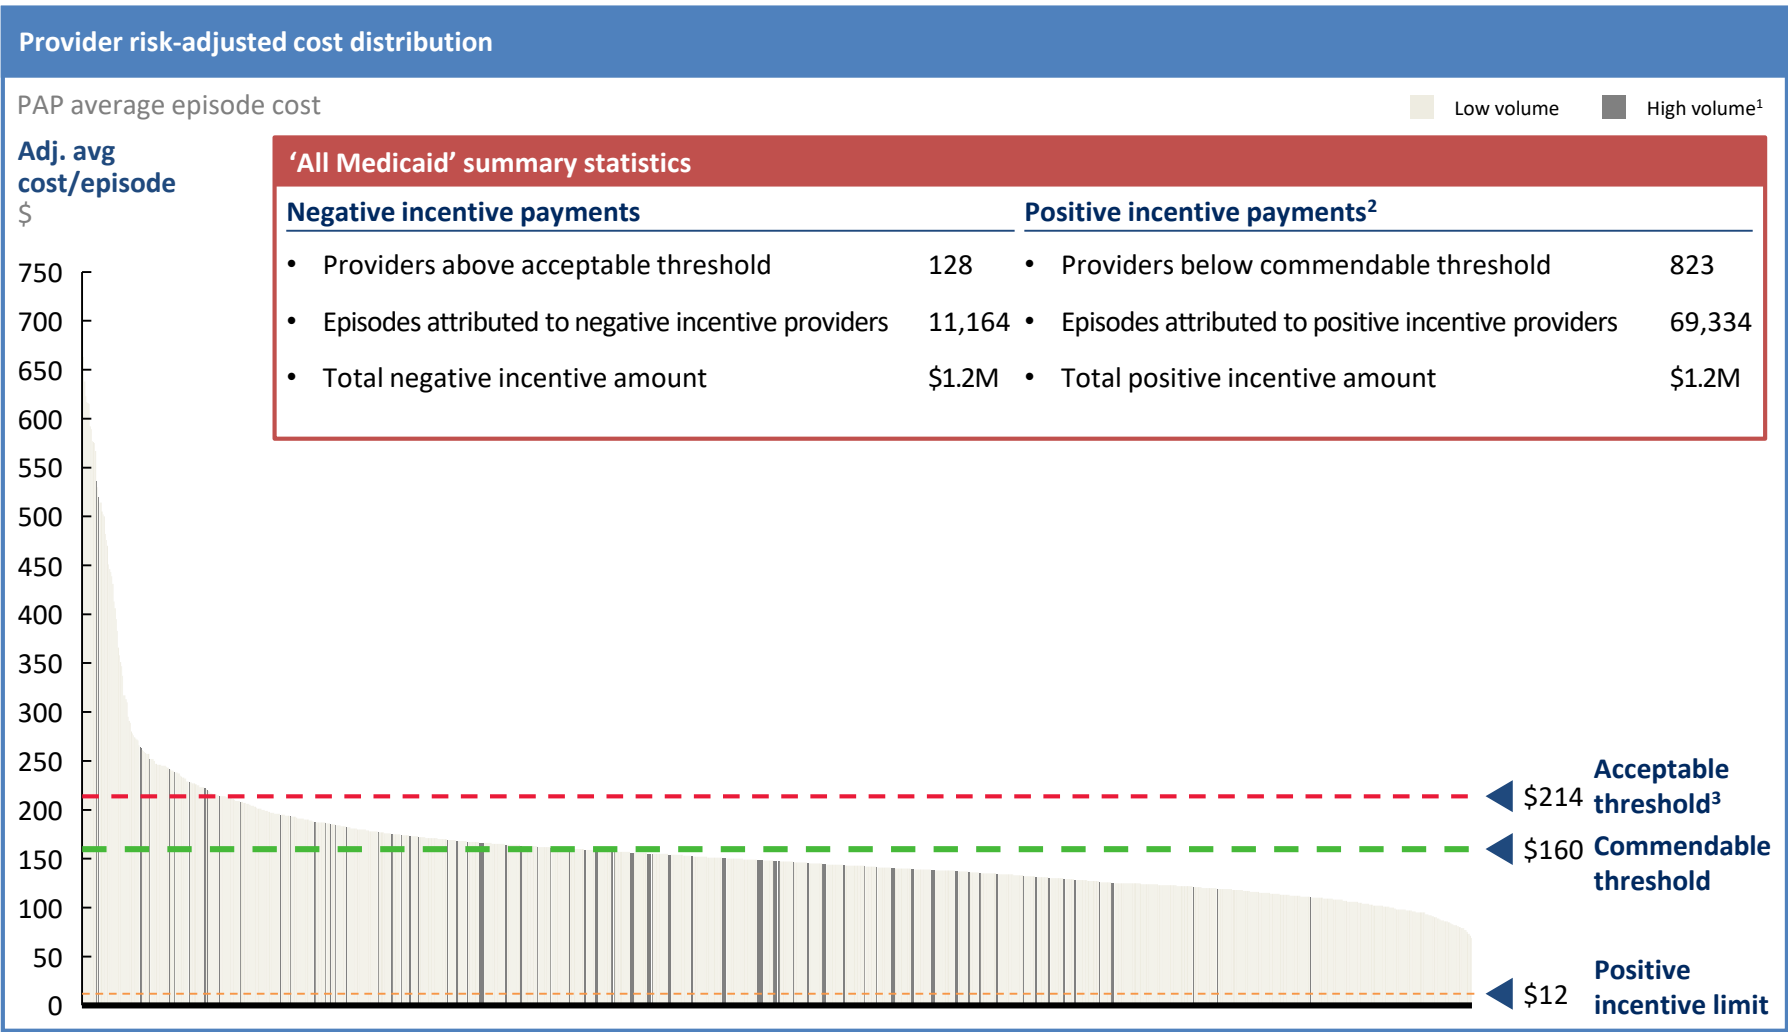 Provider risk-adjusted cost distribution
PAP average episode cost
Low volume
High volume¹
Adj. avg
cost/episode
$
‘All Medicaid’ summary statistics
Negative incentive payments
• Providers above acceptable threshold 128
• Episodes attributed to negative incentive providers 11,164
• Total negative incentive amount $1.2M
Positive incentive payments²
• Providers below commendable threshold 823
• Episodes attributed to positive incentive providers 69,334
• Total positive incentive amount $1.2M
750
700
650
600
550
500
450
400
350
300
250
200
150
100
50
0
$214
Acceptable
threshold³
$160
Commendable
threshold
$12
Positive
incentive limit